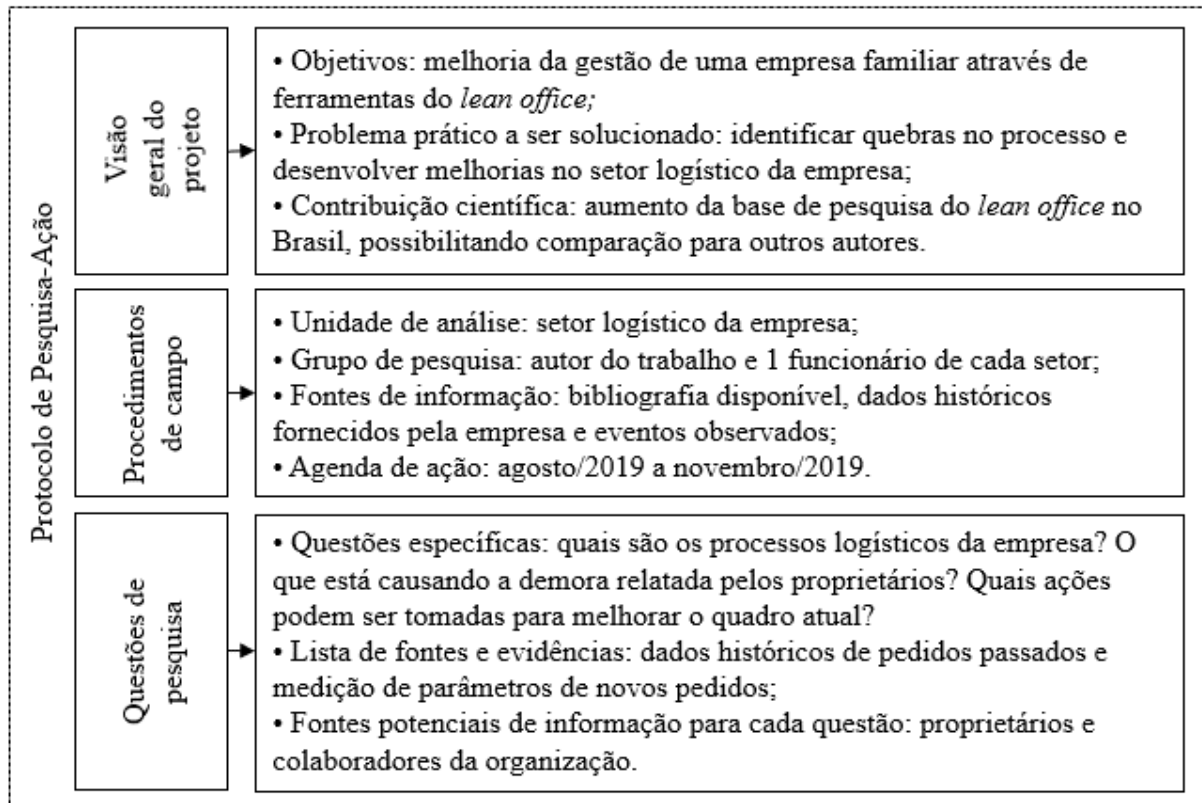 Protocolo de Pesquisa-Ação
Visão
geral do
projeto
• Objetivos: melhoria da gestão de uma empresa familiar através de
ferramentas do lean office;
• Problema prático a ser solucionado: identificar quebras no processo e
desenvolver melhorias no setor logístico da empresa;
• Contribuição científica: aumento da base de pesquisa do lean office no
Brasil, possibilitando comparação para outros autores.
Procedimentos
de campo
• Unidade de análise: setor logístico da empresa;
• Grupo de pesquisa: autor do trabalho e 1 funcionário de cada setor;
• Fontes de informação: bibliografia disponível, dados históricos
fornecidos pela empresa e eventos observados;
• Agenda de ação: agosto/2019 a novembro/2019.
Questões de
pesquisa
• Questões específicas: quais são os processos logísticos da empresa? O
que está causando a demora relatada pelos proprietários? Quais ações
podem ser tomadas para melhorar o quadro atual?
• Lista de fontes e evidências: dados históricos de pedidos passados e
medição de parâmetros de novos pedidos;
• Fontes potenciais de informação para cada questão: proprietários e
colaboradores da organização.